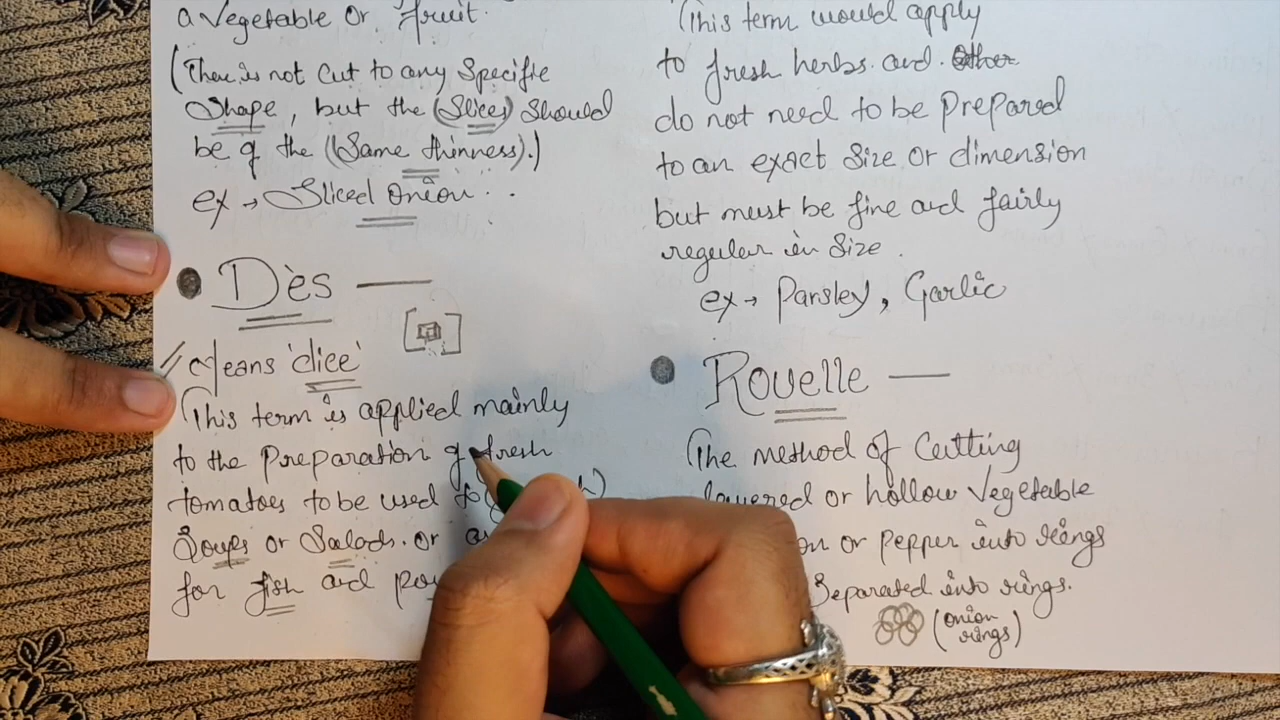 a Vegetable or fruit.
(There is not cut to any Specific
Shape, but the (Slices) Should
be of the (Same thinness).)
ex → Sliced onion . .
Dès —
Means 'dice'
This term is applied mainly
to the Preparation of fresh
tomatoes to be used to
Soups or Salads. or
for fish and
This term would apply
to fresh herbs. and. Other
do not need to be Prepared
to an exact Size or dimension
but must be fine and fairly
regular in Size.
ex → Parsley, Garlic
Rouelle —
The method of Cutting
layered or hollow Vegetable
or Pepper into rings
Separated into rings.
(onion
rings)